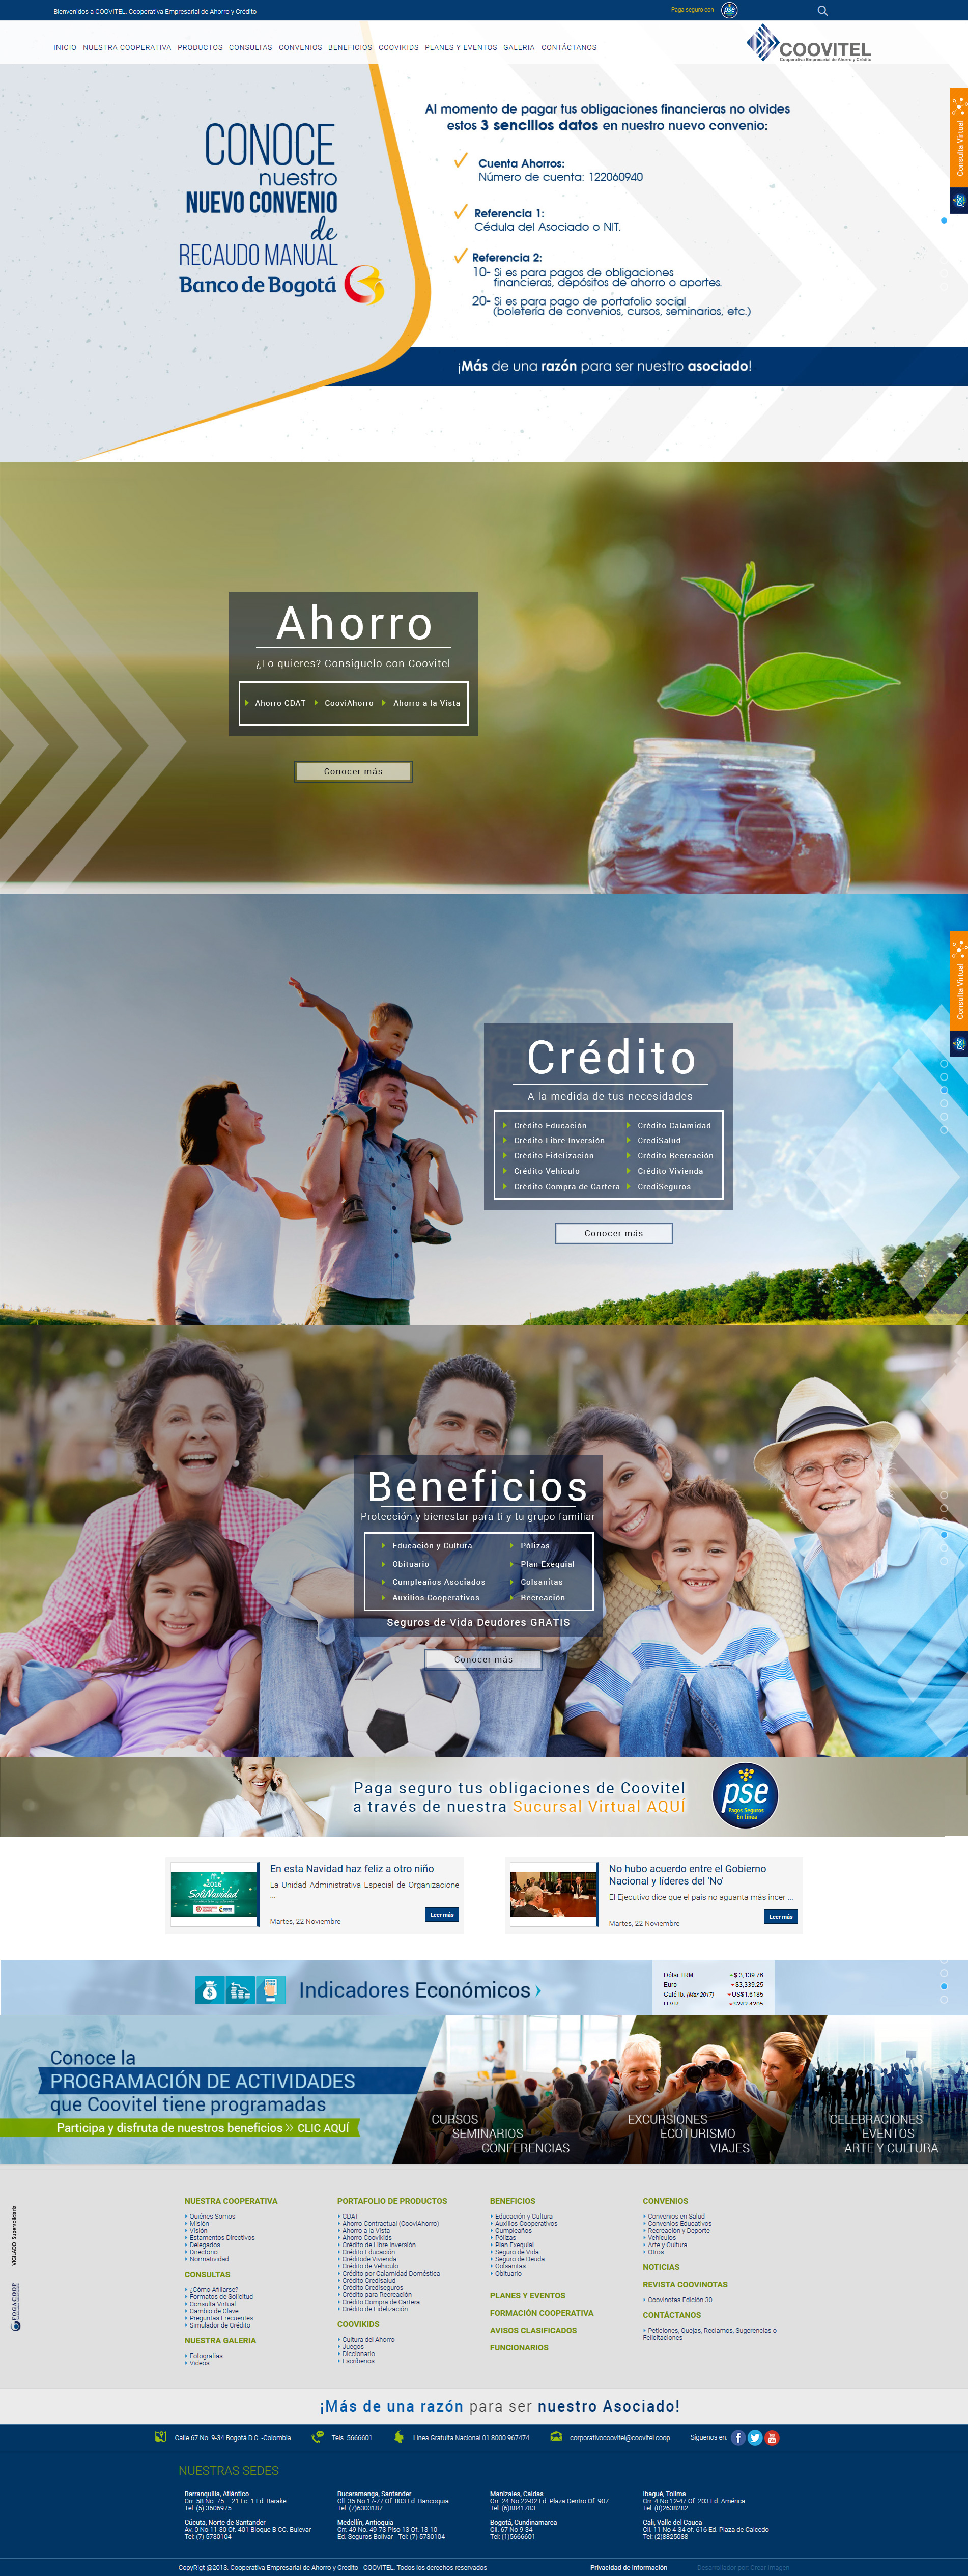 Bienvenidos a COOVITEL. Cooperativa Empresarial de Ahorro y Crédito
Paga seguro con pse
INICIO NUESTRA COOPERATIVA PRODUCTOS CONSULTAS CONVENIOS BENEFICIOS COOVIKIDS PLANES Y EVENTOS GALERIA CONTÁCTANOS
COOVITEL
Cooperativa Empresarial de Ahorro y Crédito
CONOCE
nuestro
NUEVO CONVENIO
de
RECAUDO MANUAL
Banco de Bogotá
Al momento de pagar tus obligaciones financieras no olvides
estos 3 sencillos datos en nuestro nuevo convenio:
Cuenta Ahorros:
Número de cuenta: 122060940
Referencia 1:
Cédula del Asociado o NIT.
Referencia 2:
10- Si es para pagos de obligaciones
financieras, depósitos de ahorro o aportes.
20- Si es para pago de portafolio social
(boletería de convenios, cursos, seminarios, etc.)
¡Más de una razón para ser nuestro asociado!
Consulta Virtual
pse
Ahorro
¿Lo quieres? Consíguelo con Coovitel
Ahorro CDAT CooviAhorro Ahorro a la Vista
Conocer más
Consulta Virtual
pse
Crédito
A la medida de tus necesidades
Crédito Educación Crédito Calamidad
Crédito Libre Inversión CrediSalud
Crédito Fidelización Crédito Recreación
Crédito Vehiculo Crédito Vivienda
Crédito Compra de Cartera CrediSeguros
Conocer más
Beneficios
Protección y bienestar para ti y tu grupo familiar
Educación y Cultura Pólizas
Obituario Plan Exequial
Cumpleaños Asociados Colsanitas
Auxilios Cooperativos Recreación
Seguros de Vida Deudores GRATIS
Conocer más
Paga seguro tus obligaciones de Coovitel
a través de nuestra Sucursal Virtual AQUÍ
pse
Pagos Seguros
En línea
En esta Navidad haz feliz a otro niño
La Unidad Administrativa Especial de Organizacione
...
Martes, 22 Noviembre
Leer más
2016
SoliNavidad
No hubo acuerdo entre el Gobierno
Nacional y líderes del 'No'
El Ejecutivo dice que el país no aguanta más incer ...
Martes, 22 Noviembre
Leer más
Indicadores Económicos
Dólar TRM $ 3,139.76
Euro $3,339.25
Café lb. (Mar 2017) US$1.6185
U.V.R. $242.4205
Conoce la
PROGRAMACIÓN DE ACTIVIDADES
que Coovitel tiene programadas
Participa y disfruta de nuestros beneficios » CLIC AQUÍ
CURSOS
SEMINARIOS
CONFERENCIAS
EXCURSIONES
ECOTURISMO
VIAJES
CELEBRACIONES
EVENTOS
ARTE Y CULTURA
VIGILADO Supersolidaria
FOGACOOP
NUESTRA COOPERATIVA
Quiénes Somos
Misión
Visión
Estamentos Directivos
Delegados
Directorio
Normatividad
CONSULTAS
¿Cómo Afiliarse?
Formatos de Solicitud
Consulta Virtual
Cambio de Clave
Preguntas Frecuentes
Simulador de Crédito
NUESTRA GALERIA
Fotografías
Videos
PORTAFOLIO DE PRODUCTOS
CDAT
Ahorro Contractual (CooviAhorro)
Ahorro a la Vista
Ahorro Coovikids
Crédito de Libre Inversión
Crédito Educación
Créditode Vivienda
Crédito de Vehículo
Crédito por Calamidad Doméstica
Crédito Credisalud
Crédito Crediseguros
Crédito para Recreación
Crédito Compra de Cartera
Crédito de Fidelización
COOVIKIDS
Cultura del Ahorro
Juegos
Diccionario
Escríbenos
BENEFICIOS
Educación y Cultura
Auxilios Cooperativos
Cumpleaños
Pólizas
Plan Exequial
Seguro de Vida
Seguro de Deuda
Colsanitas
Obituario
PLANES Y EVENTOS
FORMACIÓN COOPERATIVA
AVISOS CLASIFICADOS
FUNCIONARIOS
CONVENIOS
Convenios en Salud
Convenios Educativos
Recreación y Deporte
Vehículos
Arte y Cultura
Otros
NOTICIAS
REVISTA COOVINOTAS
Coovinotas Edición 30
CONTÁCTANOS
Peticiones, Quejas, Reclamos, Sugerencias o
Felicitaciones
¡Más de una razón para ser nuestro Asociado!
Calle 67 No. 9-34 Bogotá D.C. -Colombia Tels. 5666601 Línea Gratuita Nacional 01 8000 967474 corporativocoovitel@coovitel.coop Síguenos en:
NUESTRAS SEDES
Barranquilla, Atlántico
Crr. 58 No. 75 – 21 Lc. 1 Ed. Barake
Tel: (5) 3606975
Bucaramanga, Santander
Cll. 35 No 17-77 Of. 803 Ed. Bancoquia
Tel: (7)6303187
Manizales, Caldas
Crr. 24 No 22-02 Ed. Plaza Centro Of. 907
Tel: (6)8841783
Ibagué, Tolima
Crr. 4 No 12-47 Of. 203 Ed. América
Tel: (8)2638282
Cúcuta, Norte de Santander
Av. 0 No 11-30 Of. 401 Bloque B CC. Bulevar
Tel: (7) 5730104
Medellín, Antioquia
Crr. 49 No. 49-73 Piso 13 Of. 13-10
Ed. Seguros Bolívar - Tel: (7) 5730104
Bogotá, Cundinamarca
Cll. 67 No 9-34
Tel: (1)5666601
Cali, Valle del Cauca
Cll. 11 No 4-34 of. 616 Ed. Plaza de Caicedo
Tel: (2)8825088
CopyRigt @2013. Cooperativa Empresarial de Ahorro y Credito - COOVITEL. Todos los derechos reservados
Privacidad de información
Desarrollador por: Crear Imagen